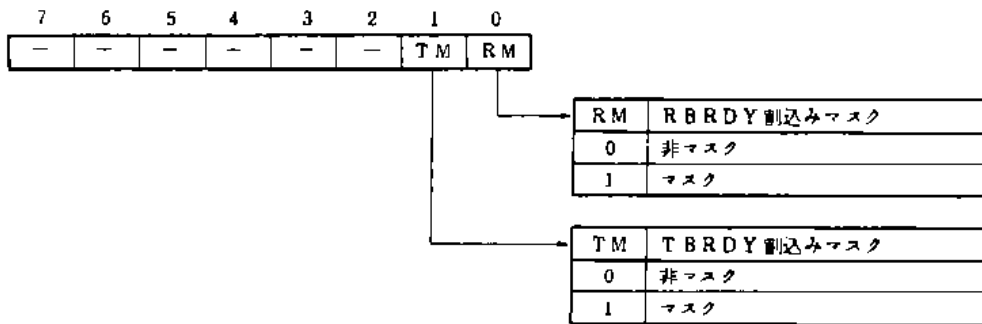 7 6 5 4 3 2 1 0
－ － － － － － TM RM
RM RBRDY割込みマスク
0 非マスク
1 マスク
TM TBRDY割込みマスク
0 非マスク
1 マスク